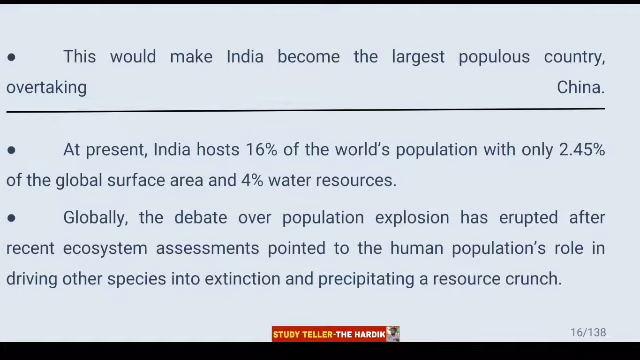 ● This would make India become the largest populous country,
overtaking China.
● At present, India hosts 16% of the world's population with only 2.45%
of the global surface area and 4% water resources.
● Globally, the debate over population explosion has erupted after
recent ecosystem assessments pointed to the human population's role in
driving other species into extinction and precipitating a resource crunch.
STUDY TELLER-THE HARDIK
16/138